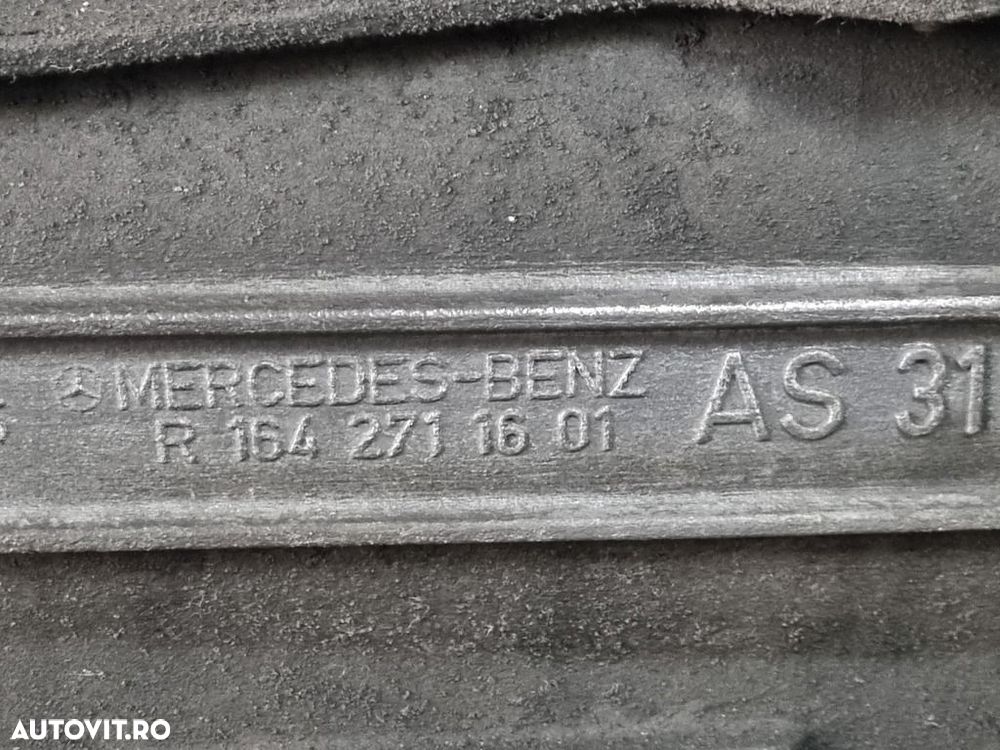 MERCEDES-BENZ AS 31
R 164 271 16 01
AUTOVIT.RO